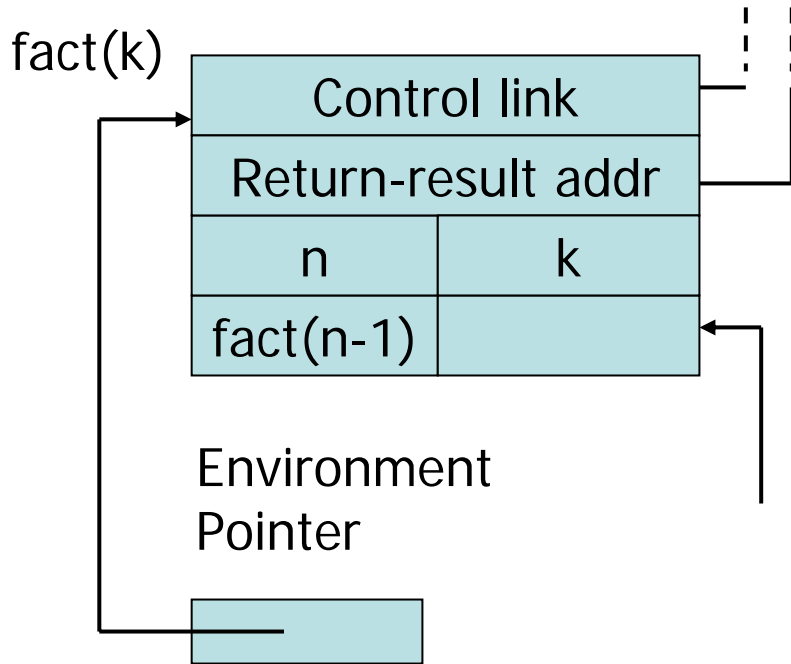 fact(k)
Control link
Return-result addr
n k
fact(n-1)
Environment
Pointer